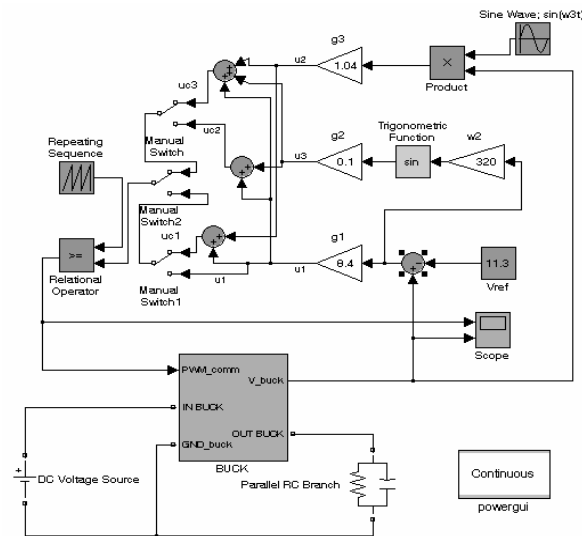 Sine Wave; sin(w3t)
g3
u2
1.04
×
Product
uc3
uc2
Manual
Switch
Repeating
Sequence
g2
u3
0.1
Trigonometric
Function
sin
w2
320
Manual
Switch2
uc1
>=
Relational
Operator
u1
Manual
Switch1
g1
u1
8.4
11.3
Vref
Scope
PWM_comm
V_buck
IN BUCK
OUT BUCK
GND_buck
BUCK
DC Voltage Source
Parallel RC Branch
Continuous
powergui